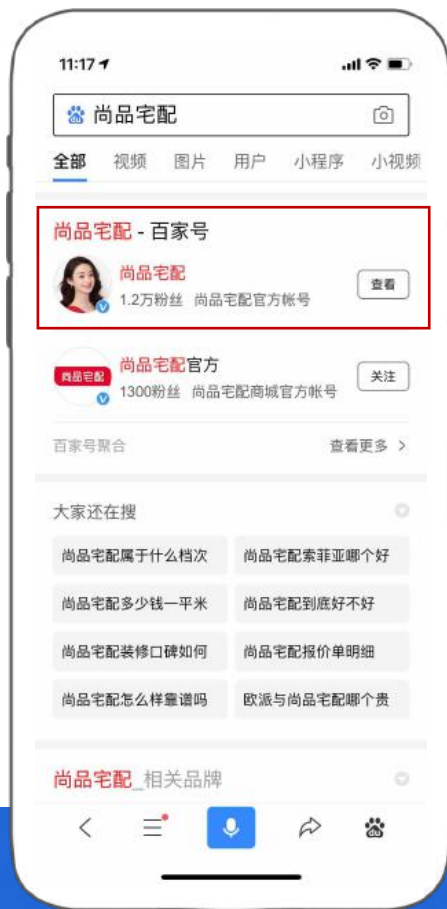 11:17
尚品宅配
全部 视频 图片 用户 小程序 小视频
尚品宅配 - 百家号
尚品宅配
1.2万粉丝 尚品宅配官方帐号
查看
尚品宅配
尚品宅配官方
1300粉丝 尚品宅配商城官方帐号
关注
百家号聚合 查看更多 >
大家还在搜
尚品宅配属于什么档次 尚品宅配索菲亚哪个好
尚品宅配多少钱一平米 尚品宅配到底好不好
尚品宅配装修口碑如何 尚品宅配报价单明细
尚品宅配怎么样靠谱吗 欧派与尚品宅配哪个贵
尚品宅配_相关品牌
du